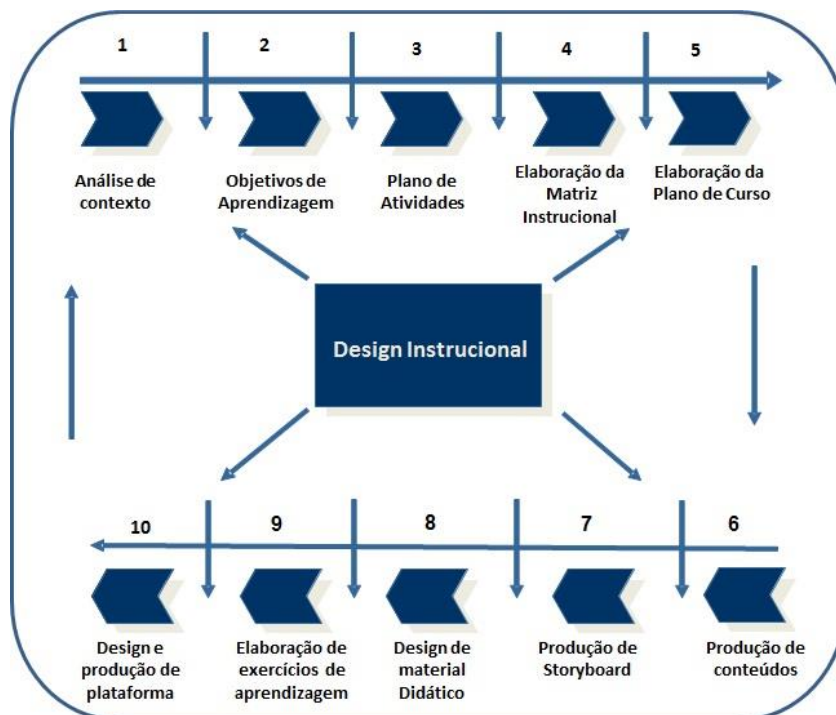 1 2 3 4 5
Análise de
contexto
Objetivos de
Aprendizagem
Plano de
Atividades
Elaboração da
Matriz
Instrucional
Elaboração da
Plano de Curso
Design Instrucional
10 9 8 7 6
Design e
produção de
plataforma
Elaboração de
exercícios de
aprendizagem
Design de
material
Didático
Produção de
Storyboard
Produção de
conteúdos